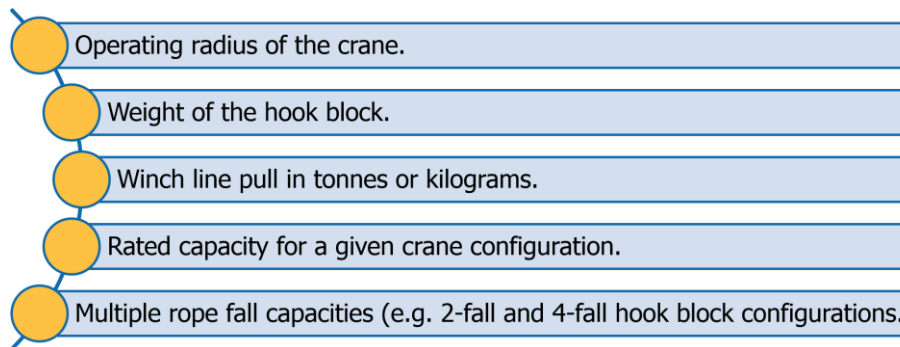 Operating radius of the crane.
Weight of the hook block.
Winch line pull in tonnes or kilograms.
Rated capacity for a given crane configuration.
Multiple rope fall capacities (e.g. 2-fall and 4-fall hook block configurations.